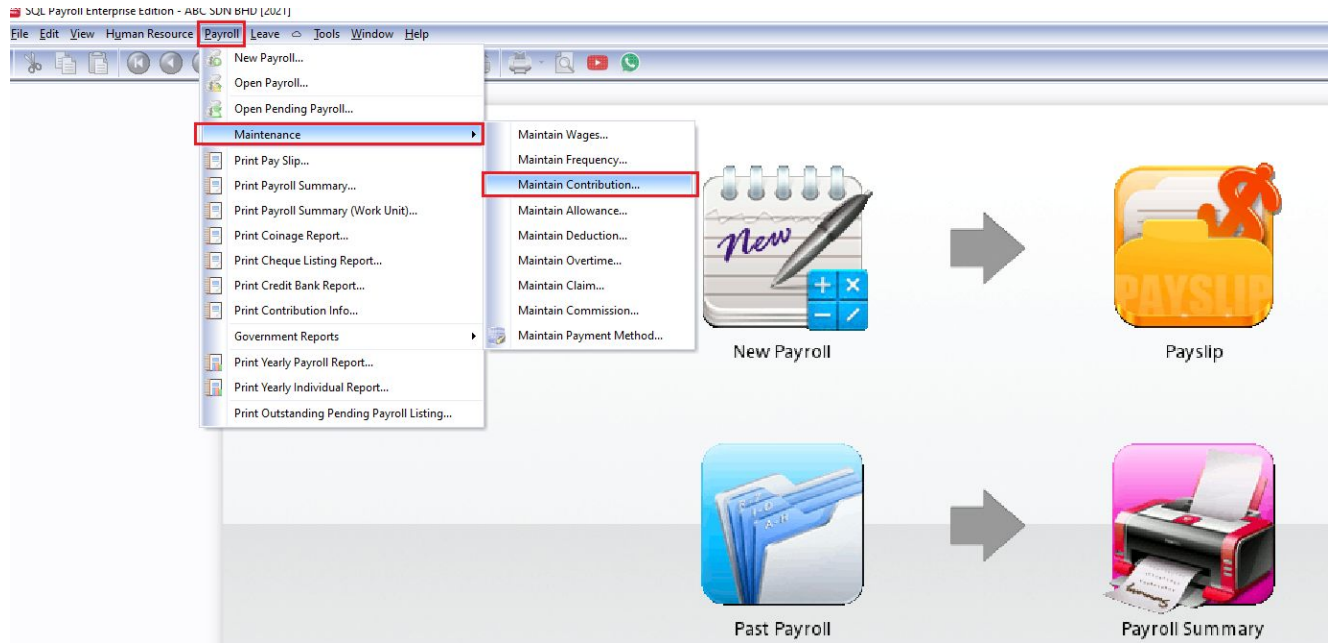 SQL Payroll Enterprise Edition - ABC SDN BHD [2021]
File Edit View Human Resource Payroll Leave Tools Window Help
New Payroll...
Open Payroll...
Open Pending Payroll...
Maintenance
Print Pay Slip...
Print Payroll Summary...
Print Payroll Summary (Work Unit)...
Print Coinage Report...
Print Cheque Listing Report...
Print Credit Bank Report...
Print Contribution Info...
Government Reports
Print Yearly Payroll Report...
Print Yearly Individual Report...
Print Outstanding Pending Payroll Listing...
Maintain Wages...
Maintain Frequency...
Maintain Contribution...
Maintain Allowance...
Maintain Deduction...
Maintain Overtime...
Maintain Claim...
Maintain Commission...
Maintain Payment Method...
New
New Payroll
PAYSLIP
Payslip
A-H
Past Payroll
Payroll Summary